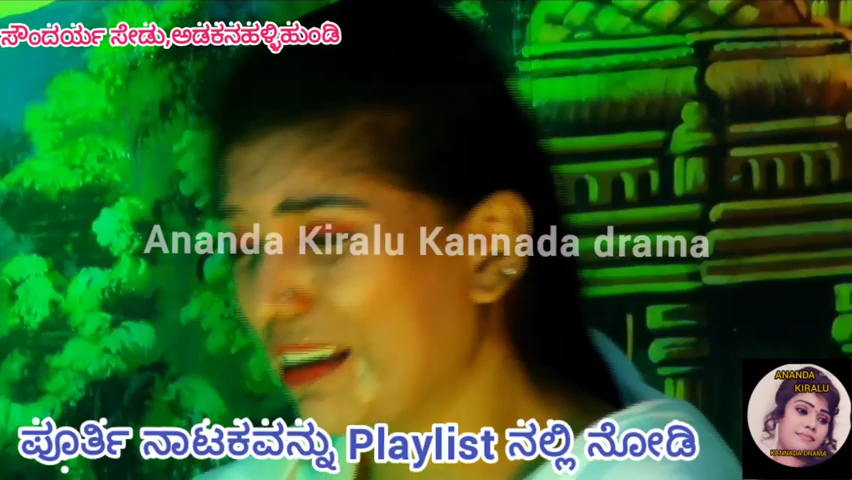 ಸೌಂದರ್ಯ ಸೇಡು,ಅಡಕನಹಳ್ಳಿಹುಂಡಿ
Ananda Kiralu Kannada drama
ANANDA
KIRALU
KANNADA DRAMA
ಪೂರ್ತಿ ನಾಟಕವನ್ನು Playlist ನಲ್ಲಿ ನೋಡಿ